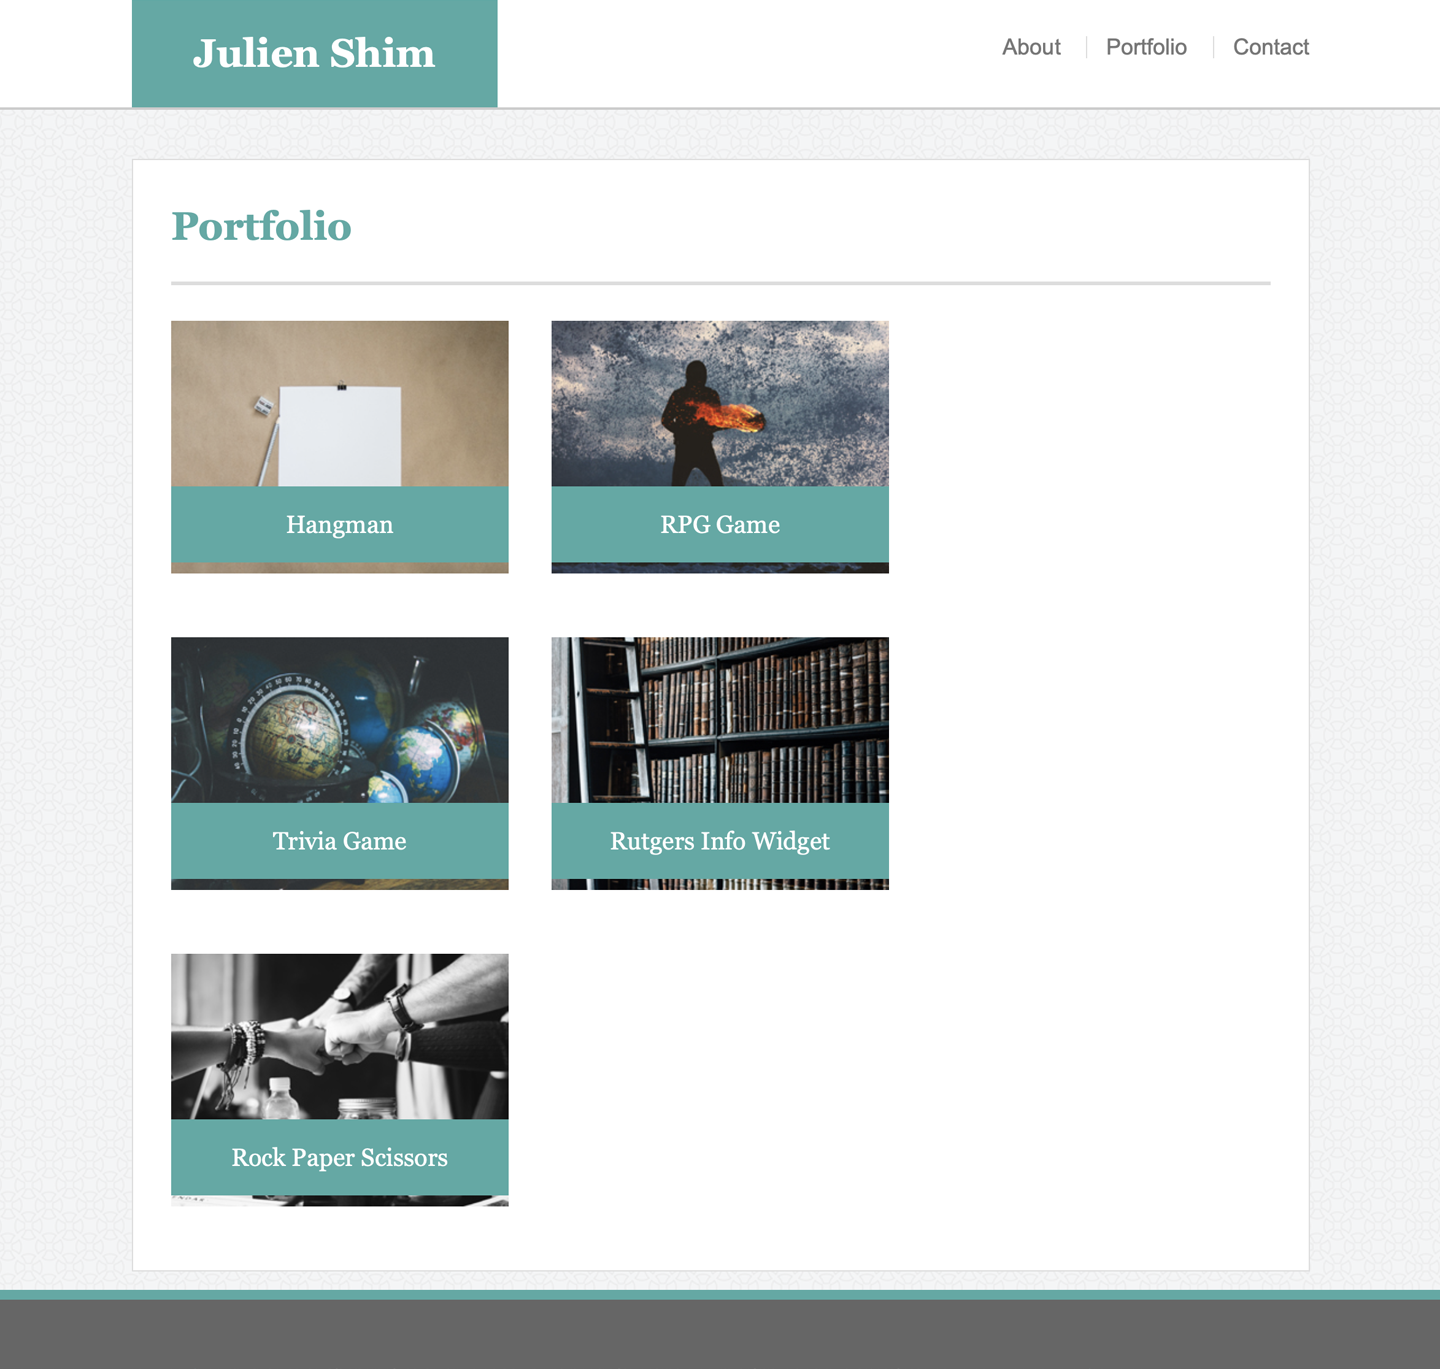 Julien Shim
About
Portfolio
Contact
Portfolio
Hangman
RPG Game
Trivia Game
Rutgers Info Widget
Rock Paper Scissors